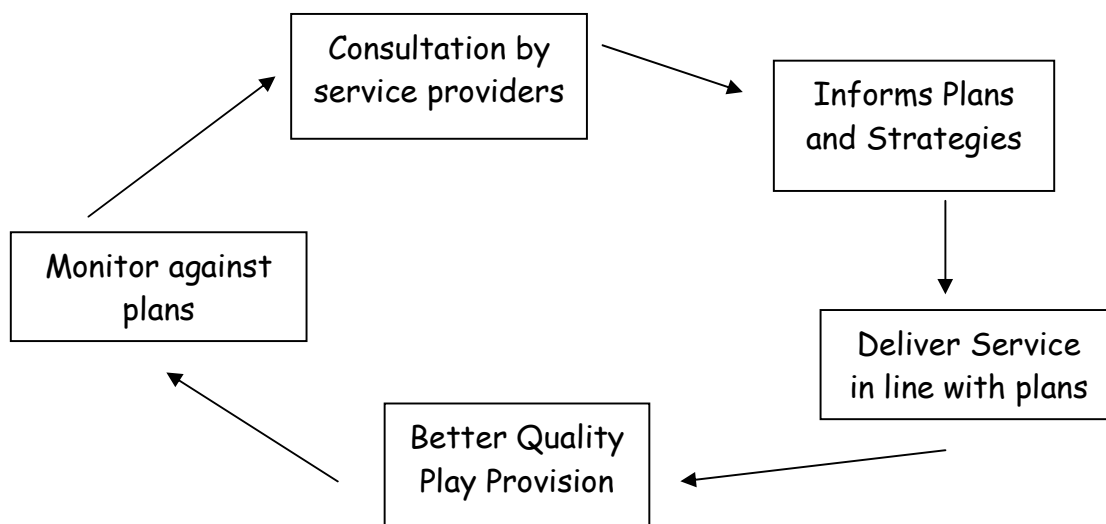 Consultation by
service providers
Informs Plans
and Strategies
Deliver Service
in line with plans
Better Quality
Play Provision
Monitor against
plans